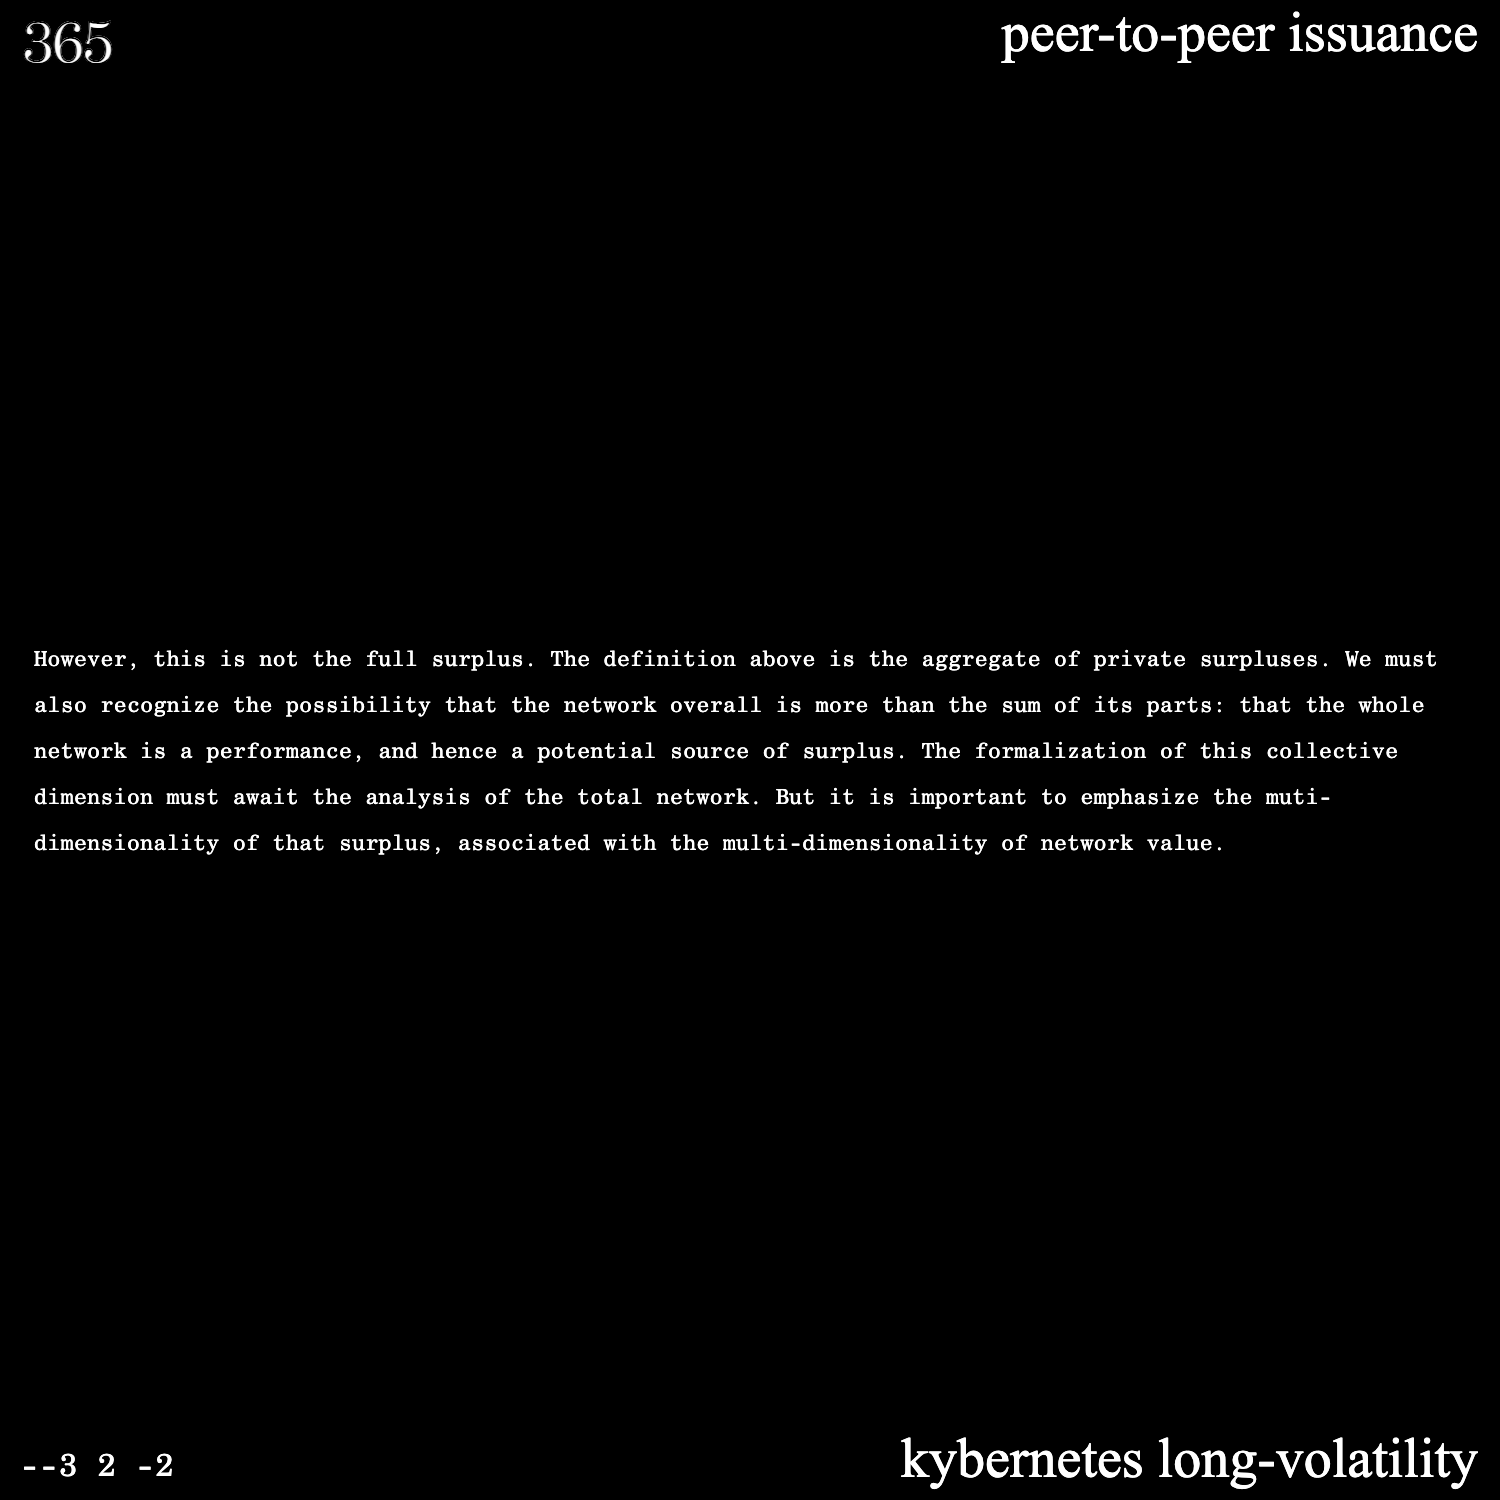 365
peer-to-peer issuance
However, this is not the full surplus. The definition above is the aggregate of private surpluses. We must
also recognize the possibility that the network overall is more than the sum of its parts: that the whole
network is a performance, and hence a potential source of surplus. The formalization of this collective
dimension must await the analysis of the total network. But it is important to emphasize the muti-
dimensionality of that surplus, associated with the multi-dimensionality of network value.
--3 2 -2
kybernetes long-volatility